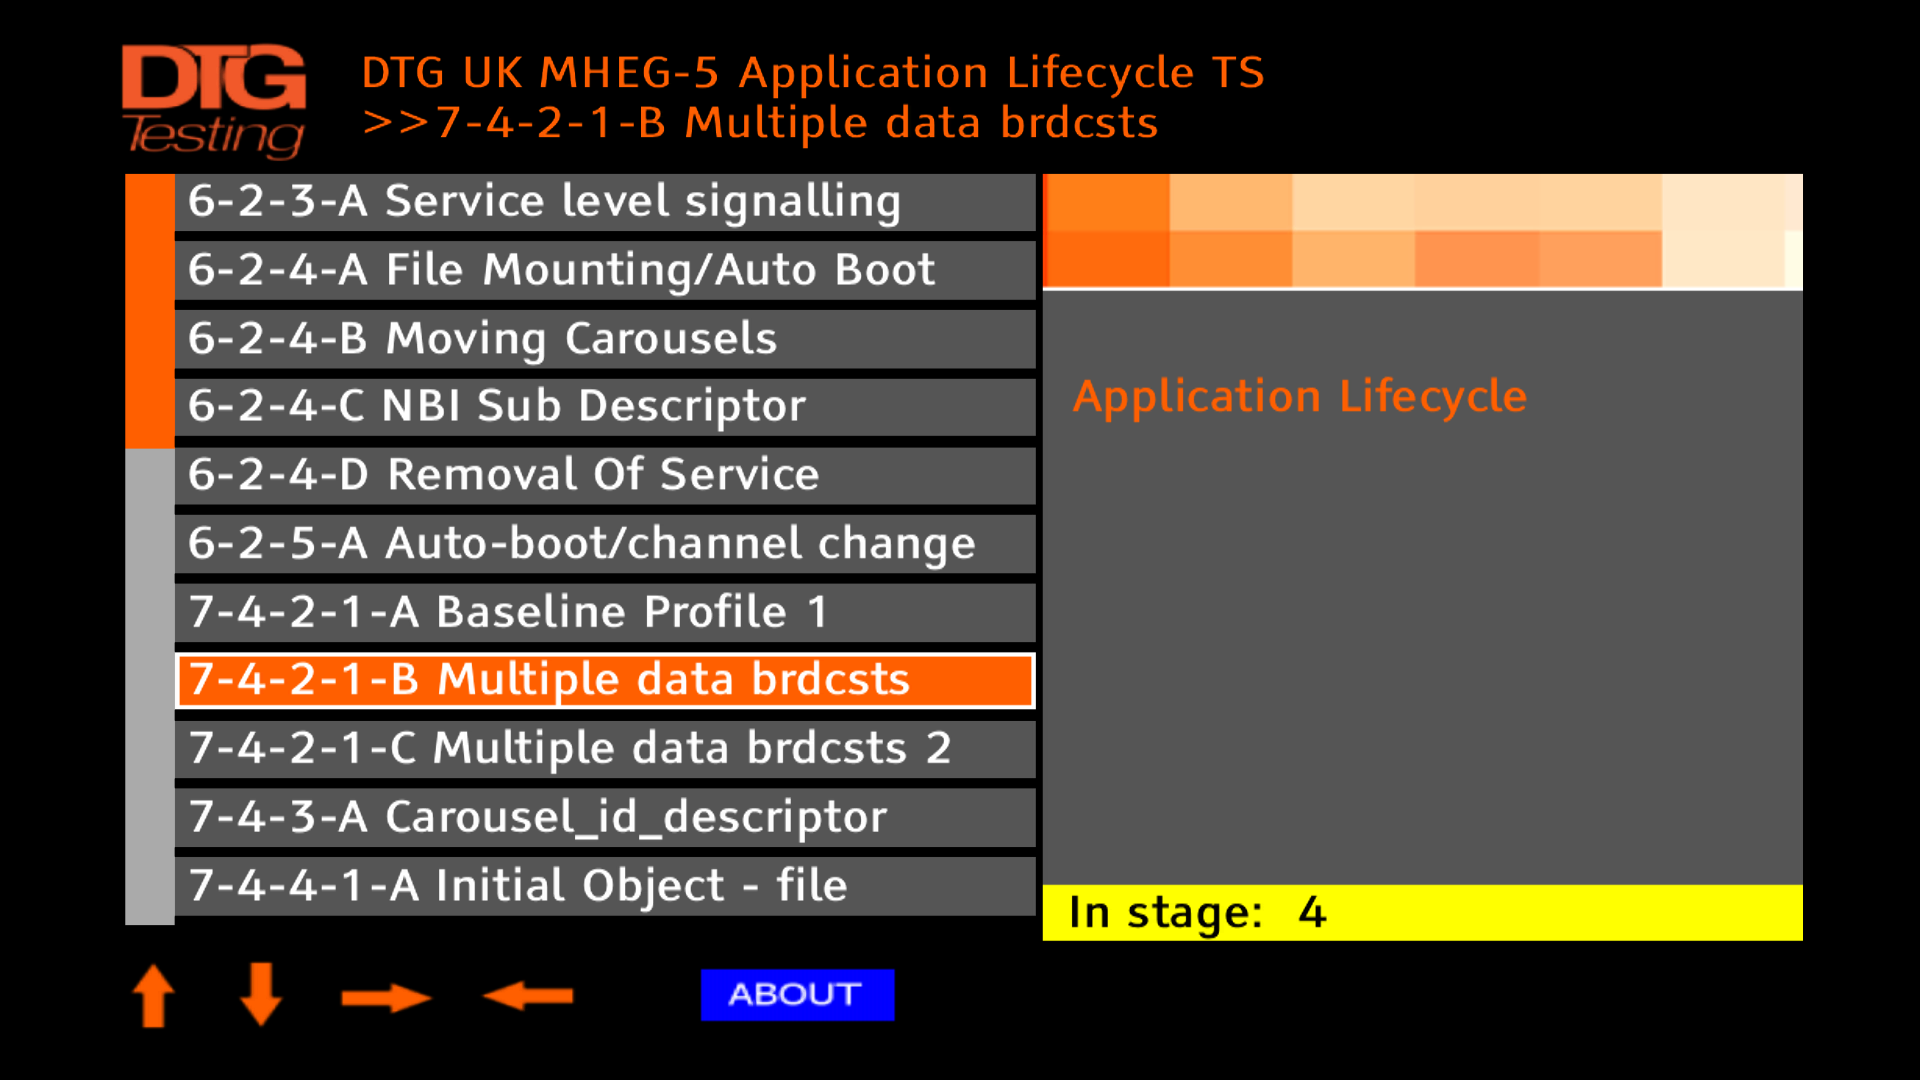 DTG
Testing
DTG UK MHEG-5 Application Lifecycle TS
>>7-4-2-1-B Multiple data brdcsts
6-2-3-A Service level signalling
6-2-4-A File Mounting/Auto Boot
6-2-4-B Moving Carousels
6-2-4-C NBI Sub Descriptor
6-2-4-D Removal Of Service
6-2-5-A Auto-boot/channel change
7-4-2-1-A Baseline Profile 1
7-4-2-1-B Multiple data brdcsts
7-4-2-1-C Multiple data brdcsts 2
7-4-3-A Carousel_id_descriptor
7-4-4-1-A Initial Object - file
Application Lifecycle
In stage: 4
ABOUT